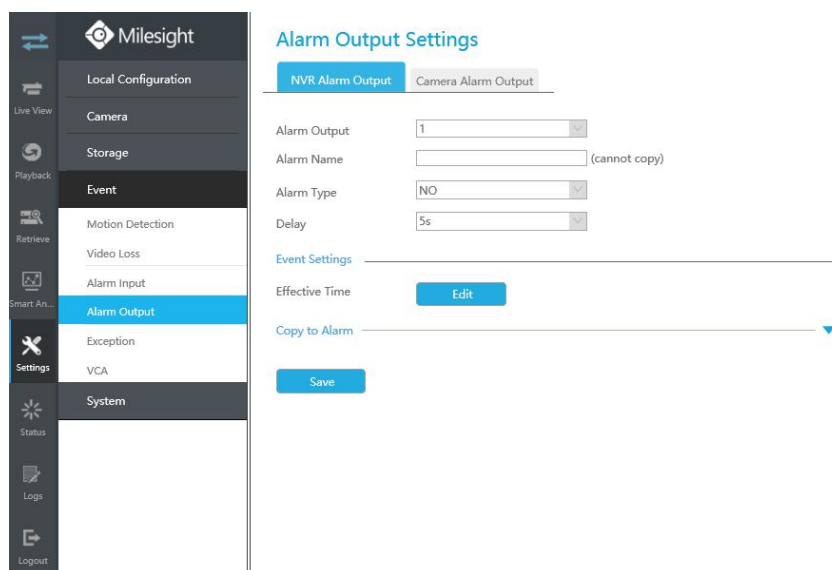 Milesight
Live View
Playback
Retrieve
Smart An...
Settings
Status
Logs
Logout
Local Configuration
Camera
Storage
Event
Motion Detection
Video Loss
Alarm Input
Alarm Output
Exception
VCA
System
Alarm Output Settings
NVR Alarm Output Camera Alarm Output
Alarm Output 1
Alarm Name (cannot copy)
Alarm Type NO
Delay 5s
Event Settings
Effective Time Edit
Copy to Alarm
Save